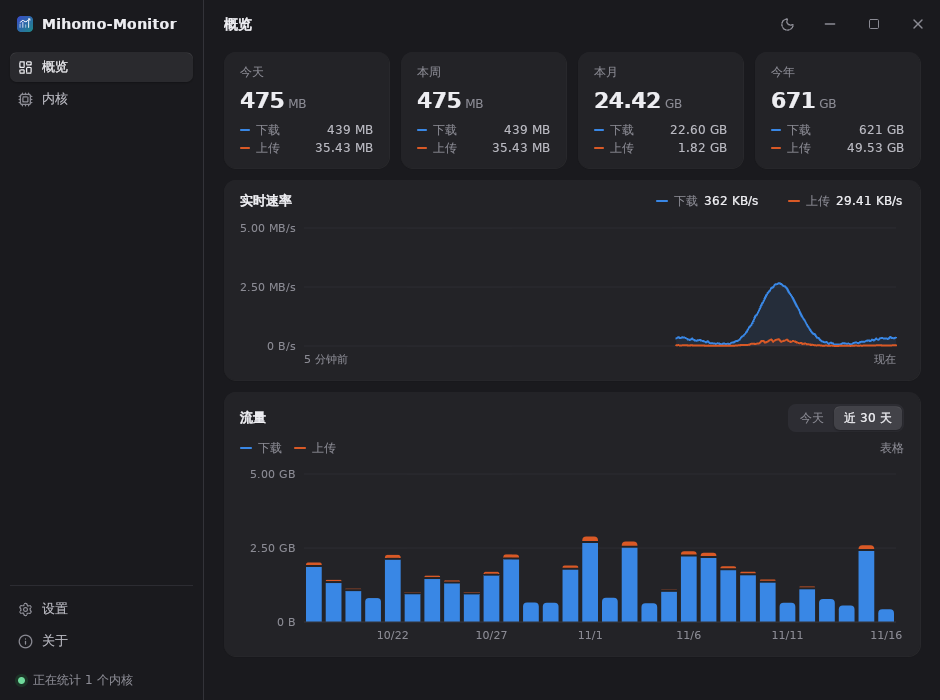 Mihomo-Monitor
概览
内核
设置
关于
正在统计 1 个内核
概览
今天
475 MB
下载 439 MB
上传 35.43 MB
本周
475 MB
下载 439 MB
上传 35.43 MB
本月
24.42 GB
下载 22.60 GB
上传 1.82 GB
今年
671 GB
下载 621 GB
上传 49.53 GB
实时速率
下载 362 KB/s 上传 29.41 KB/s
5.00 MB/s
2.50 MB/s
0 B/s
5 分钟前 现在
流量
今天 近 30 天
下载 上传 表格
5.00 GB
2.50 GB
0 B
10/22 10/27 11/1 11/6 11/11 11/16